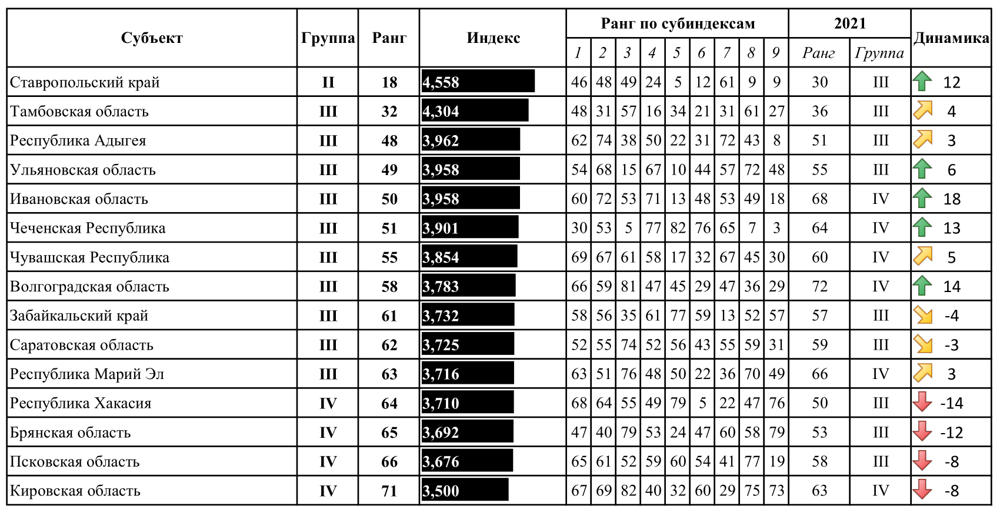 Субъект Группа Ранг Индекс Ранг по субиндексам 2021 Динамика
1 2 3 4 5 6 7 8 9 Ранг Группа
Ставропольский край II 18 4,558 46 48 49 24 5 12 61 9 9 30 III 12
Тамбовская область III 32 4,304 48 31 57 16 34 21 31 61 27 36 III 4
Республика Адыгея III 48 3,962 62 74 38 50 22 31 72 43 8 51 III 3
Ульяновская область III 49 3,958 54 68 15 67 10 44 57 72 48 55 III 6
Ивановская область III 50 3,958 60 72 53 71 13 48 53 49 18 68 IV 18
Чеченская Республика III 51 3,901 30 53 5 77 82 76 65 7 3 64 IV 13
Чувашская Республика III 55 3,854 69 67 61 58 17 32 67 45 30 60 IV 5
Волгоградская область III 58 3,783 66 59 81 47 45 29 47 36 29 72 IV 14
Забайкальский край III 61 3,732 58 56 35 61 77 59 13 52 57 57 III -4
Саратовская область III 62 3,725 52 55 74 52 56 43 55 59 31 59 III -3
Республика Марий Эл III 63 3,716 63 51 76 48 50 22 36 70 49 66 IV 3
Республика Хакасия IV 64 3,710 68 64 55 49 79 5 22 47 76 50 III -14
Брянская область IV 65 3,692 47 40 79 53 24 47 60 58 79 53 III -12
Псковская область IV 66 3,676 65 61 52 59 60 54 41 77 19 58 III -8
Кировская область IV 71 3,500 67 69 82 40 32 60 29 75 73 63 IV -8